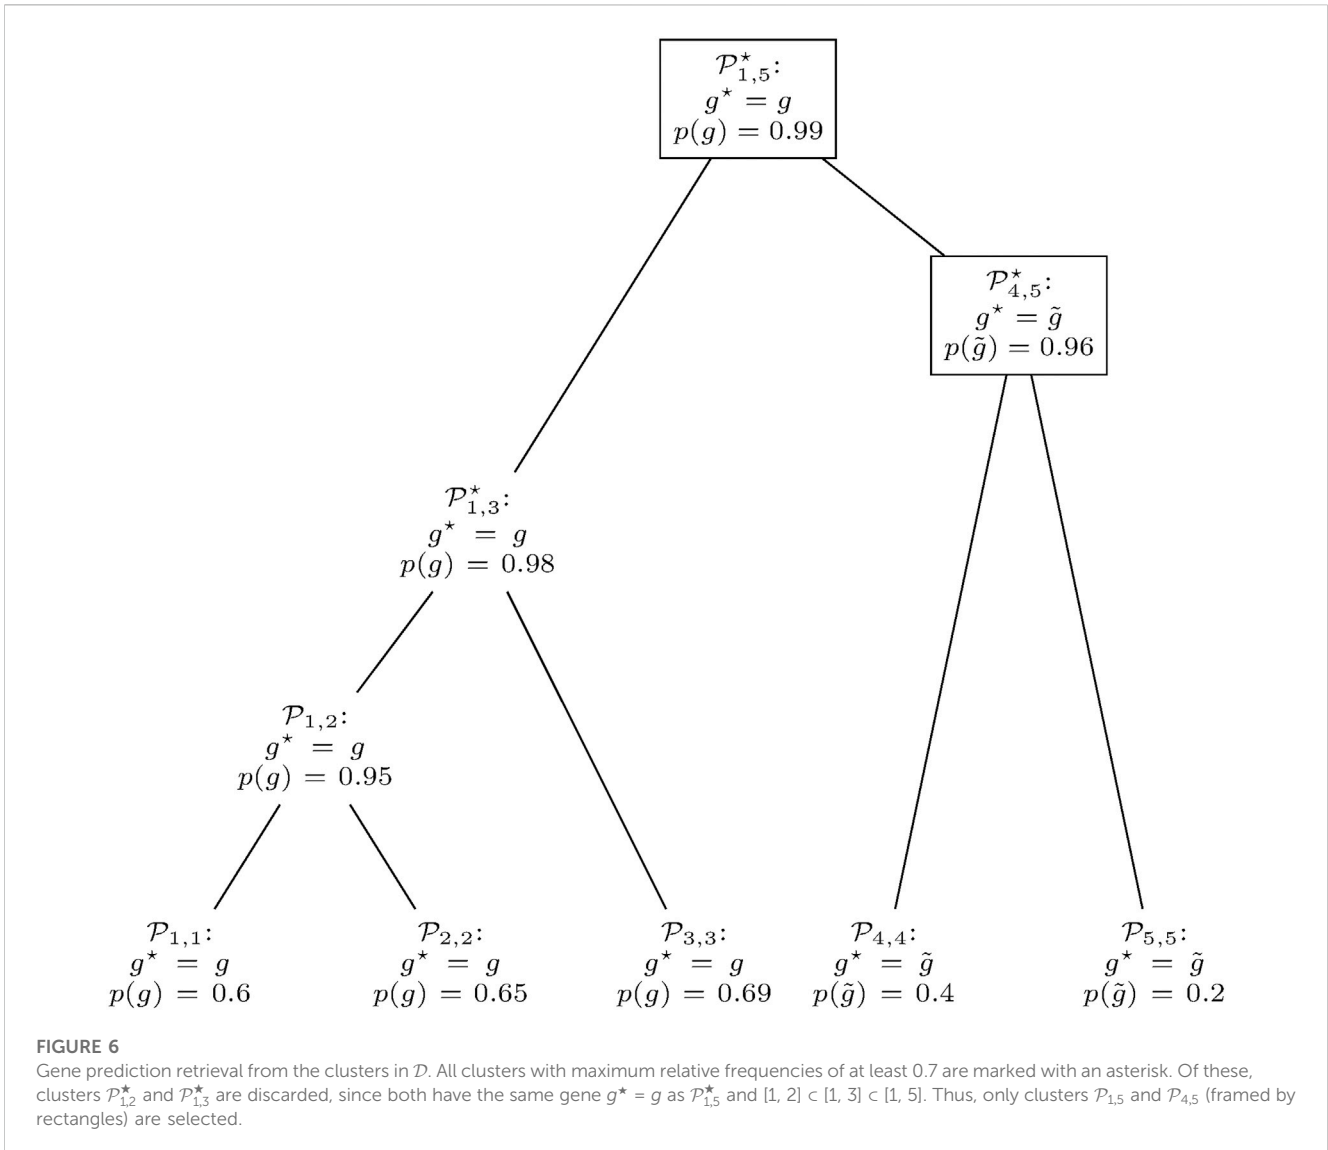 𝒫⋆1,5:
g⋆ = g
p(g) = 0.99
𝒫⋆4,5:
g⋆ = g̃
p(g̃) = 0.96
𝒫⋆1,3:
g⋆ = g
p(g) = 0.98
𝒫1,2:
g⋆ = g
p(g) = 0.95
𝒫1,1:
g⋆ = g
p(g) = 0.6
𝒫2,2:
g⋆ = g
p(g) = 0.65
𝒫3,3:
g⋆ = g
p(g) = 0.69
𝒫4,4:
g⋆ = g̃
p(g̃) = 0.4
𝒫5,5:
g⋆ = g̃
p(g̃) = 0.2
FIGURE 6
Gene prediction retrieval from the clusters in 𝒟. All clusters with maximum relative frequencies of at least 0.7 are marked with an asterisk. Of these,
clusters 𝒫★1,2 and 𝒫★1,3 are discarded, since both have the same gene g★ = g as 𝒫★1,5 and [1, 2] ⊂ [1, 3] ⊂ [1, 5]. Thus, only clusters 𝒫1,5 and 𝒫4,5 (framed by
rectangles) are selected.